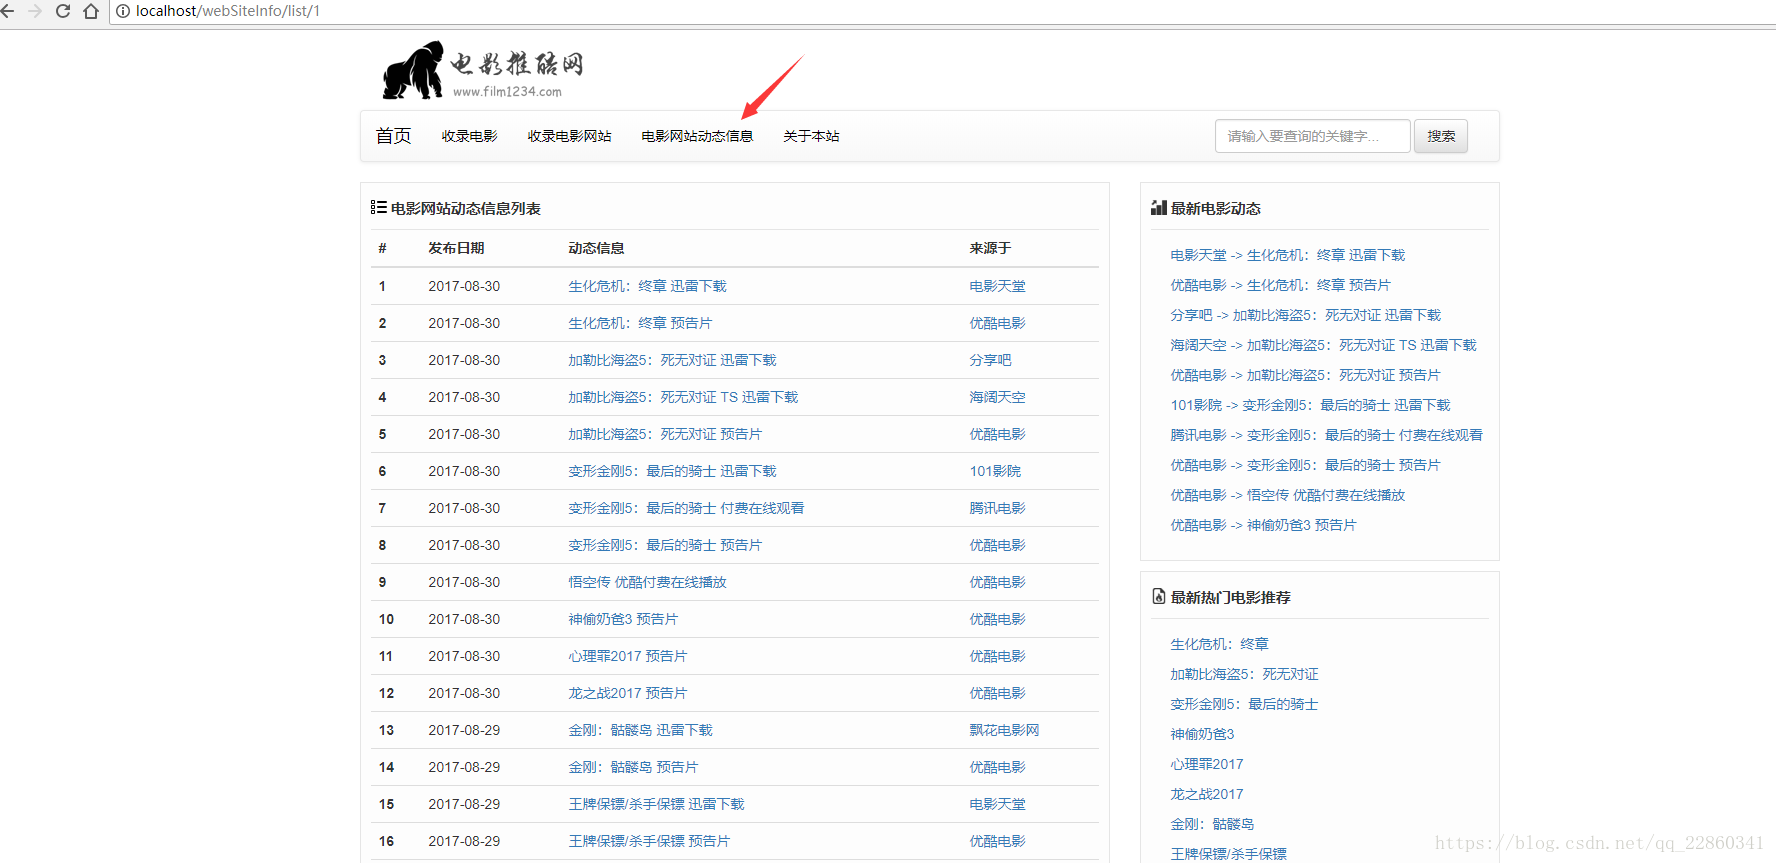 localhost/webSiteInfo/list/1
电影推酷网
www.film1234.com
首页 收录电影 收录电影网站 电影网站动态信息 关于本站 请输入要查询的关键字... 搜索
电影网站动态信息列表
# 发布日期 动态信息 来源于
1 2017-08-30 生化危机：终章 迅雷下载 电影天堂
2 2017-08-30 生化危机：终章 预告片 优酷电影
3 2017-08-30 加勒比海盗5：死无对证 迅雷下载 分享吧
4 2017-08-30 加勒比海盗5：死无对证 TS 迅雷下载 海阔天空
5 2017-08-30 加勒比海盗5：死无对证 预告片 优酷电影
6 2017-08-30 变形金刚5：最后的骑士 迅雷下载 101影院
7 2017-08-30 变形金刚5：最后的骑士 付费在线观看 腾讯电影
8 2017-08-30 变形金刚5：最后的骑士 预告片 优酷电影
9 2017-08-30 悟空传 优酷付费在线播放 优酷电影
10 2017-08-30 神偷奶爸3 预告片 优酷电影
11 2017-08-30 心理罪2017 预告片 优酷电影
12 2017-08-30 龙之战2017 预告片 优酷电影
13 2017-08-29 金刚：骷髅岛 迅雷下载 飘花电影网
14 2017-08-29 金刚：骷髅岛 预告片 优酷电影
15 2017-08-29 王牌保镖/杀手保镖 迅雷下载 电影天堂
16 2017-08-29 王牌保镖/杀手保镖 预告片 优酷电影
最新电影动态
电影天堂 -> 生化危机：终章 迅雷下载
优酷电影 -> 生化危机：终章 预告片
分享吧 -> 加勒比海盗5：死无对证 迅雷下载
海阔天空 -> 加勒比海盗5：死无对证 TS 迅雷下载
优酷电影 -> 加勒比海盗5：死无对证 预告片
101影院 -> 变形金刚5：最后的骑士 迅雷下载
腾讯电影 -> 变形金刚5：最后的骑士 付费在线观看
优酷电影 -> 变形金刚5：最后的骑士 预告片
优酷电影 -> 悟空传 优酷付费在线播放
优酷电影 -> 神偷奶爸3 预告片
最新热门电影推荐
生化危机：终章
加勒比海盗5：死无对证
变形金刚5：最后的骑士
神偷奶爸3
心理罪2017
龙之战2017
金刚：骷髅岛
王牌保镖/杀手保镖
https://blog.csdn.net/qq_22860341